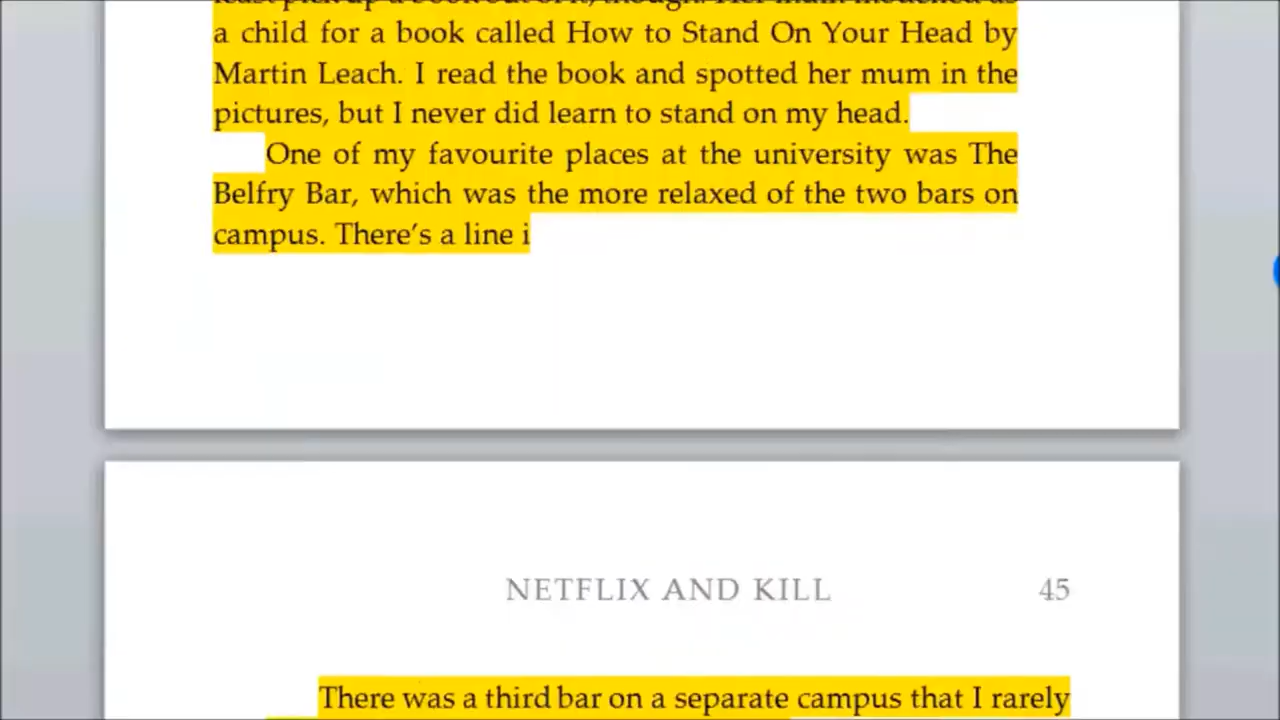 a child for a book called How to Stand On Your Head by
Martin Leach. I read the book and spotted her mum in the
pictures, but I never did learn to stand on my head.
One of my favourite places at the university was The
Belfry Bar, which was the more relaxed of the two bars on
campus. There's a line i
NETFLIX AND KILL 45
There was a third bar on a separate campus that I rarely